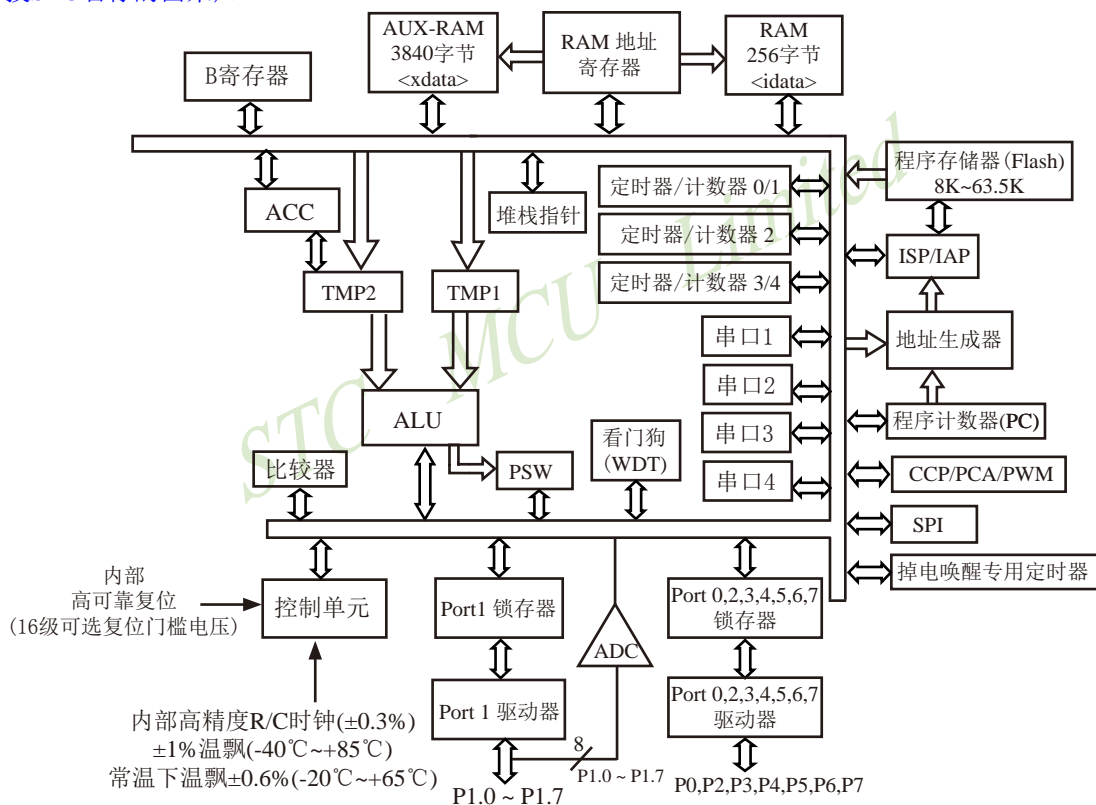 AUX-RAM
3840字节
<xdata>
RAM 地址
寄存器
RAM
256字节
<idata>
B寄存器
程序存储器(Flash)
8K~63.5K
定时器/计数器 0/1
ACC
堆栈指针
定时器/计数器 2
ISP/IAP
TMP2
TMP1
定时器/计数器 3/4
串口1
地址生成器
串口2
ALU
程序计数器(PC)
看门狗
(WDT)
串口3
比较器
PSW
串口4
CCP/PCA/PWM
SPI
内部
高可靠复位
(16级可选复位门槛电压)
控制单元
Port1 锁存器
ADC
Port 0,2,3,4,5,6,7
锁存器
掉电唤醒专用定时器
内部高精度R/C时钟(±0.3%)
±1%温飘(-40℃~+85℃)
常温下温飘±0.6%(-20℃~+65℃)
Port 1 驱动器
Port 0,2,3,4,5,6,7
驱动器
8
P1.0 ~ P1.7
P1.0 ~ P1.7
P0,P2,P3,P4,P5,P6,P7
STC MCU Limited